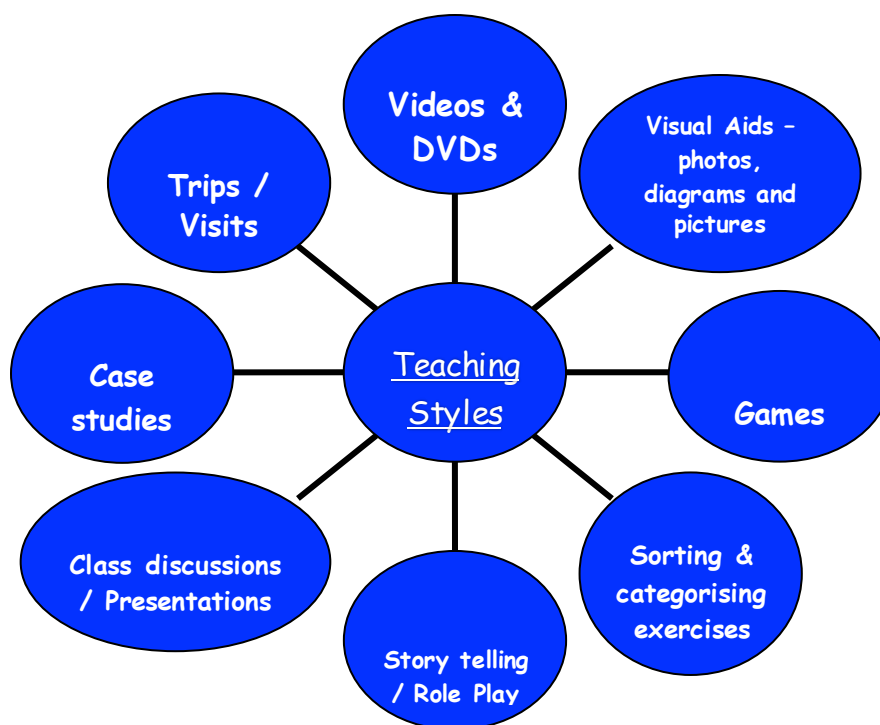 Videos &
DVDs
Visual Aids –
photos,
diagrams and
pictures
Trips /
Visits
Teaching
Styles
Case
studies
Games
Class discussions
/ Presentations
Sorting &
categorising
exercises
Story telling
/ Role Play